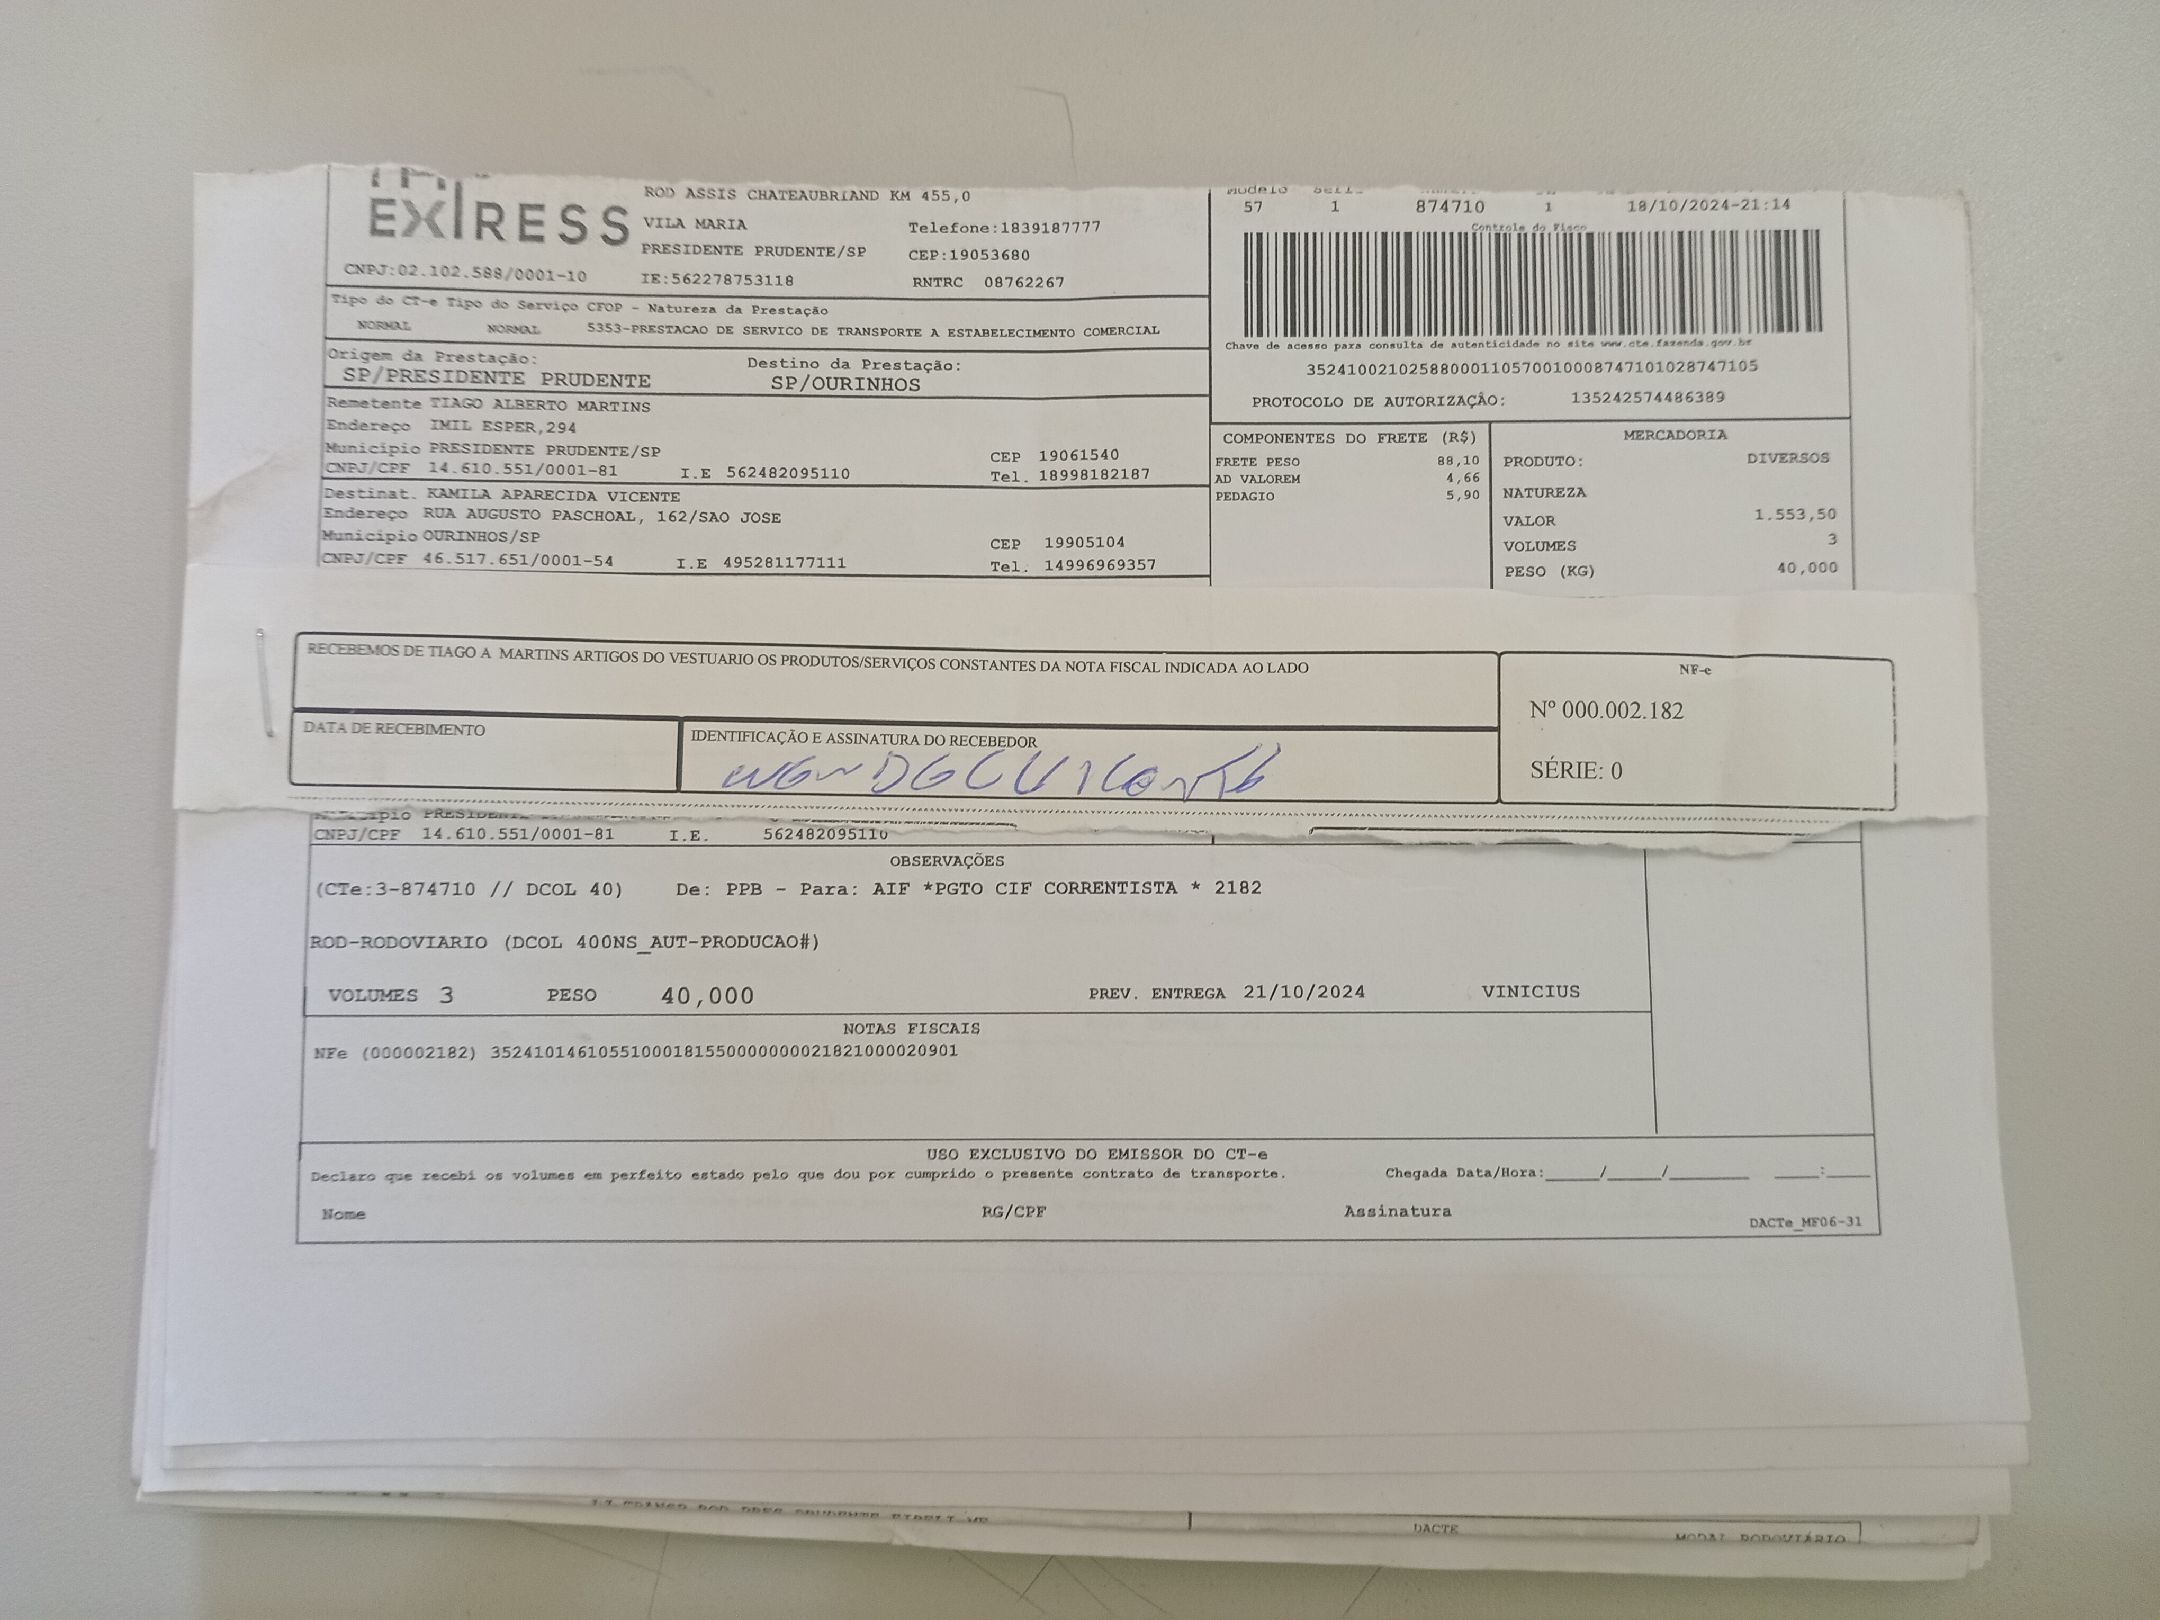 EXPRESS
ROD ASSIS CHATEAUBRIAND KM 455,0
VILA MARIA Telefone:1839187777
PRESIDENTE PRUDENTE/SP CEP:19053680
CNPJ:02.102.588/0001-10 IE:562278753118 RNTRC 08762267
Modelo
57 1 874710 1 18/10/2024-21:14
Controle do Fisco
Chave de acesso para consulta de autenticidade no site www.cte.fazenda.gov.br
35241002102588000110570010008747101028747105
PROTOCOLO DE AUTORIZAÇÃO: 135242574486389
Tipo do CT-e Tipo do Serviço CFOP - Natureza da Prestação
NORMAL NORMAL 5353-PRESTACAO DE SERVICO DE TRANSPORTE A ESTABELECIMENTO COMERCIAL
Origem da Prestação: Destino da Prestação:
SP/PRESIDENTE PRUDENTE SP/OURINHOS
Remetente TIAGO ALBERTO MARTINS
Endereço IMIL ESPER,294
Municipio PRESIDENTE PRUDENTE/SP CEP 19061540
CNPJ/CPF 14.610.551/0001-81 I.E 562482095110 Tel. 18998182187
Destinat. KAMILA APARECIDA VICENTE
Endereço RUA AUGUSTO PASCHOAL, 162/SAO JOSE
Municipio OURINHOS/SP CEP 19905104
CNPJ/CPF 46.517.651/0001-54 I.E 495281177111 Tel. 14996969357
COMPONENTES DO FRETE (R$)
FRETE PESO 88,10
AD VALOREM 4,66
PEDAGIO 5,90
MERCADORIA
PRODUTO: DIVERSOS
NATUREZA
VALOR 1.553,50
VOLUMES 3
PESO (KG) 40,000
RECEBEMOS DE TIAGO A MARTINS ARTIGOS DO VESTUARIO OS PRODUTOS/SERVIÇOS CONSTANTES DA NOTA FISCAL INDICADA AO LADO
DATA DE RECEBIMENTO
IDENTIFICAÇÃO E ASSINATURA DO RECEBEDOR
NF-e
Nº 000.002.182
SÉRIE: 0
Municipio PRESIDENTE
CNPJ/CPF 14.610.551/0001-81 I.E. 562482095110
OBSERVAÇÕES
(CTe:3-874710 // DCOL 40) De: PPB - Para: AIF *PGTO CIF CORRENTISTA * 2182
ROD-RODOVIARIO (DCOL 400NS_AUT-PRODUCAO#)
VOLUMES 3 PESO 40,000 PREV. ENTREGA 21/10/2024 VINICIUS
NOTAS FISCAIS
NFe (000002182) 35241014610551000181550000000021821000020901
USO EXCLUSIVO DO EMISSOR DO CT-e
Declaro que recebi os volumes em perfeito estado pelo que dou por cumprido o presente contrato de transporte. Chegada Data/Hora:_____/_____/_______ ____:____
Nome RG/CPF Assinatura
DACTe_MF06-31
DACTE
MODAL RODOVIÁRIO